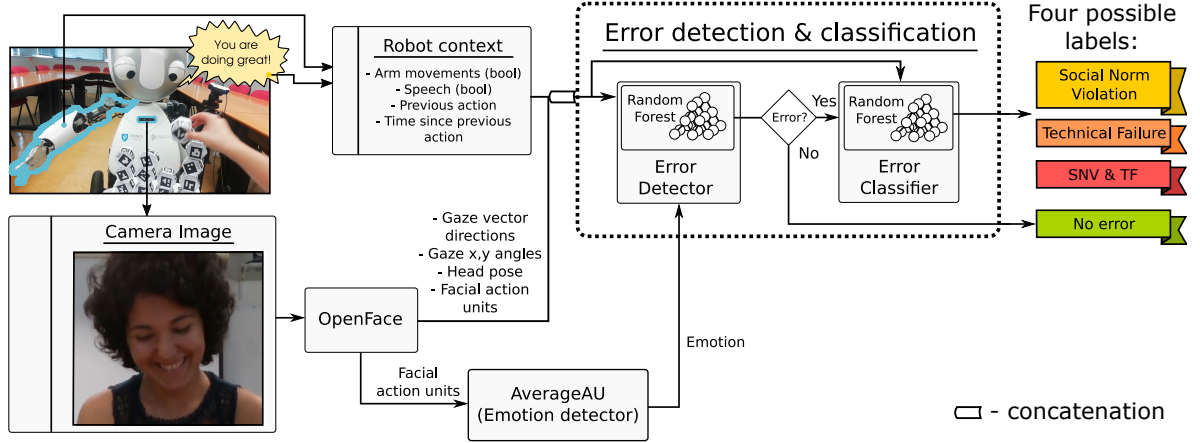 You are
doing great!
Robot context
- Arm movements (bool)
- Speech (bool)
- Previous action
- Time since previous
action
Error detection & classification
Random
Forest
Error
Detector
Error?
Yes
No
Random
Forest
Error
Classifier
Four possible
labels:
Social Norm
Violation
Technical Failure
SNV & TF
No error
Camera Image
OpenFace
- Gaze vector
directions
- Gaze x,y angles
- Head pose
- Facial action
units
Facial
action units
AverageAU
(Emotion detector)
Emotion
- concatenation